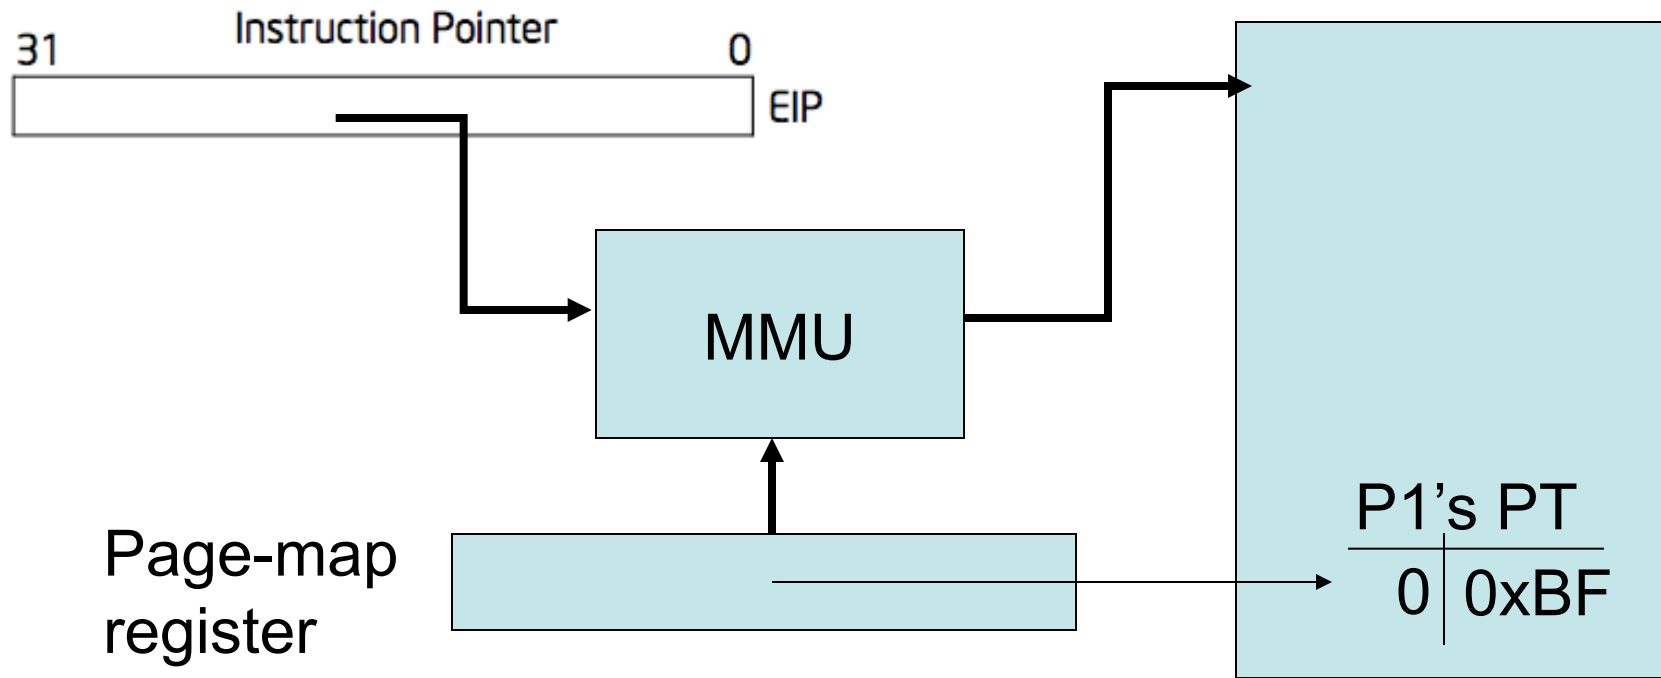 Instruction Pointer
31 0
EIP
MMU
Page-map
register
P1’s PT
0 0xBF